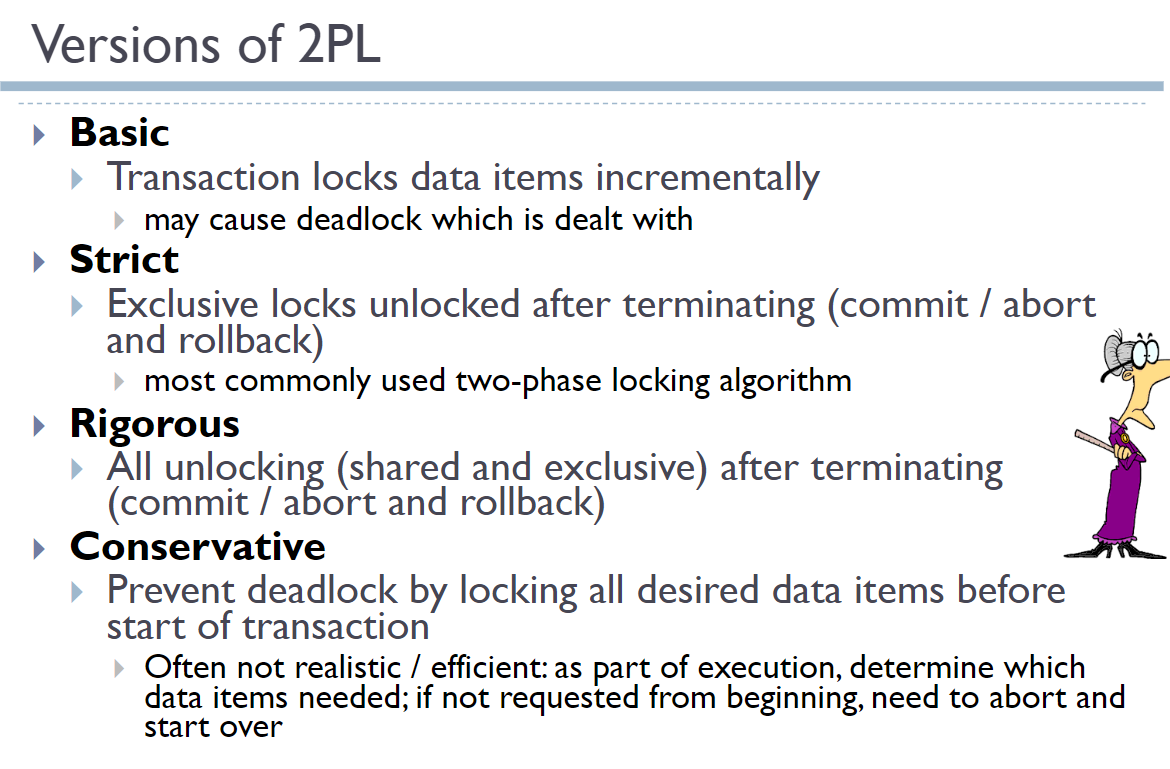 Versions of 2PL
Basic
Transaction locks data items incrementally
may cause deadlock which is dealt with
Strict
Exclusive locks unlocked after terminating (commit / abort
and rollback)
most commonly used two-phase locking algorithm
Rigorous
All unlocking (shared and exclusive) after terminating
(commit / abort and rollback)
Conservative
Prevent deadlock by locking all desired data items before
start of transaction
Often not realistic / efficient: as part of execution, determine which
data items needed; if not requested from beginning, need to abort and
start over